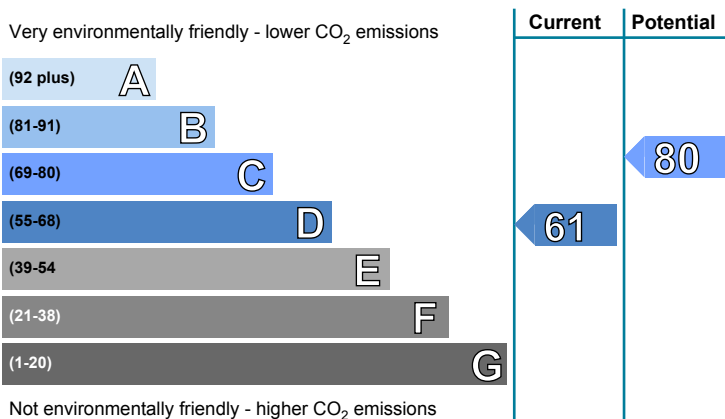 Very environmentally friendly - lower CO2 emissions
Current
Potential
(92 plus) A
(81-91) B
(69-80) C
80
(55-68) D
61
(39-54 E
(21-38) F
(1-20) G
Not environmentally friendly - higher CO2 emissions